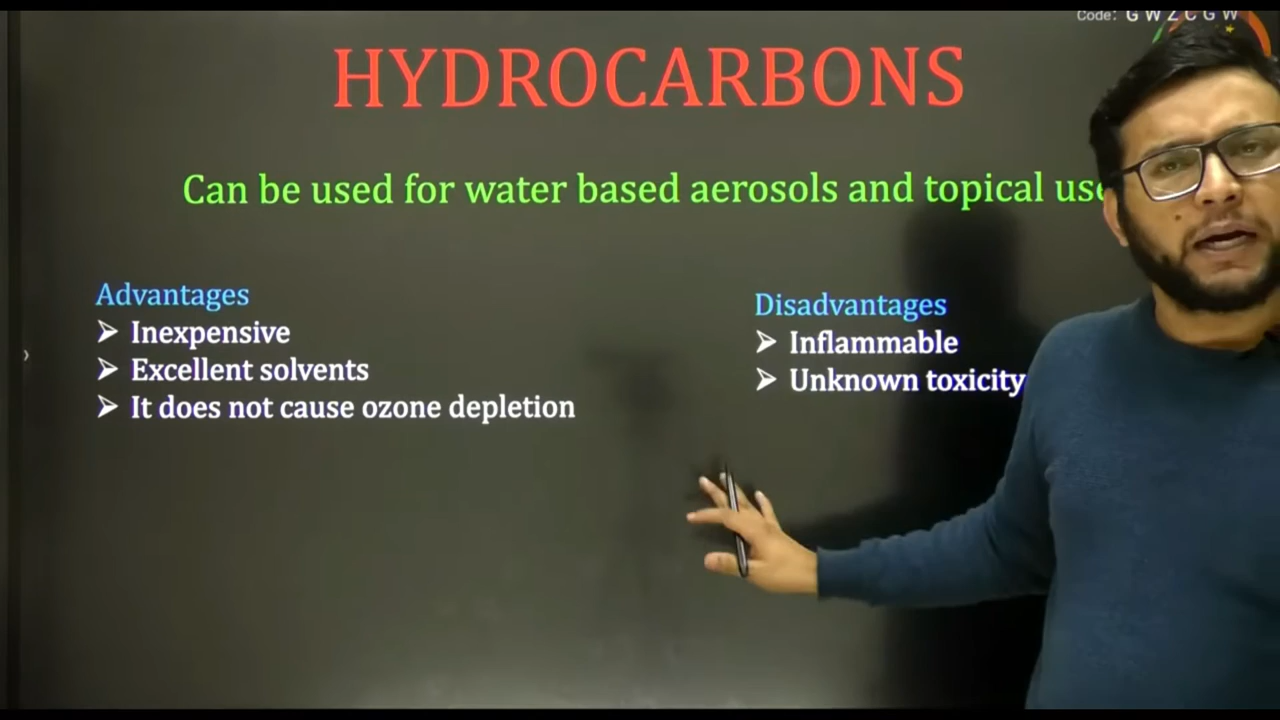 Code: G W Z C G W
HYDROCARBONS
Can be used for water based aerosols and topical use
Advantages
➢ Inexpensive
➢ Excellent solvents
➢ It does not cause ozone depletion
Disadvantages
➢ Inflammable
➢ Unknown toxicity